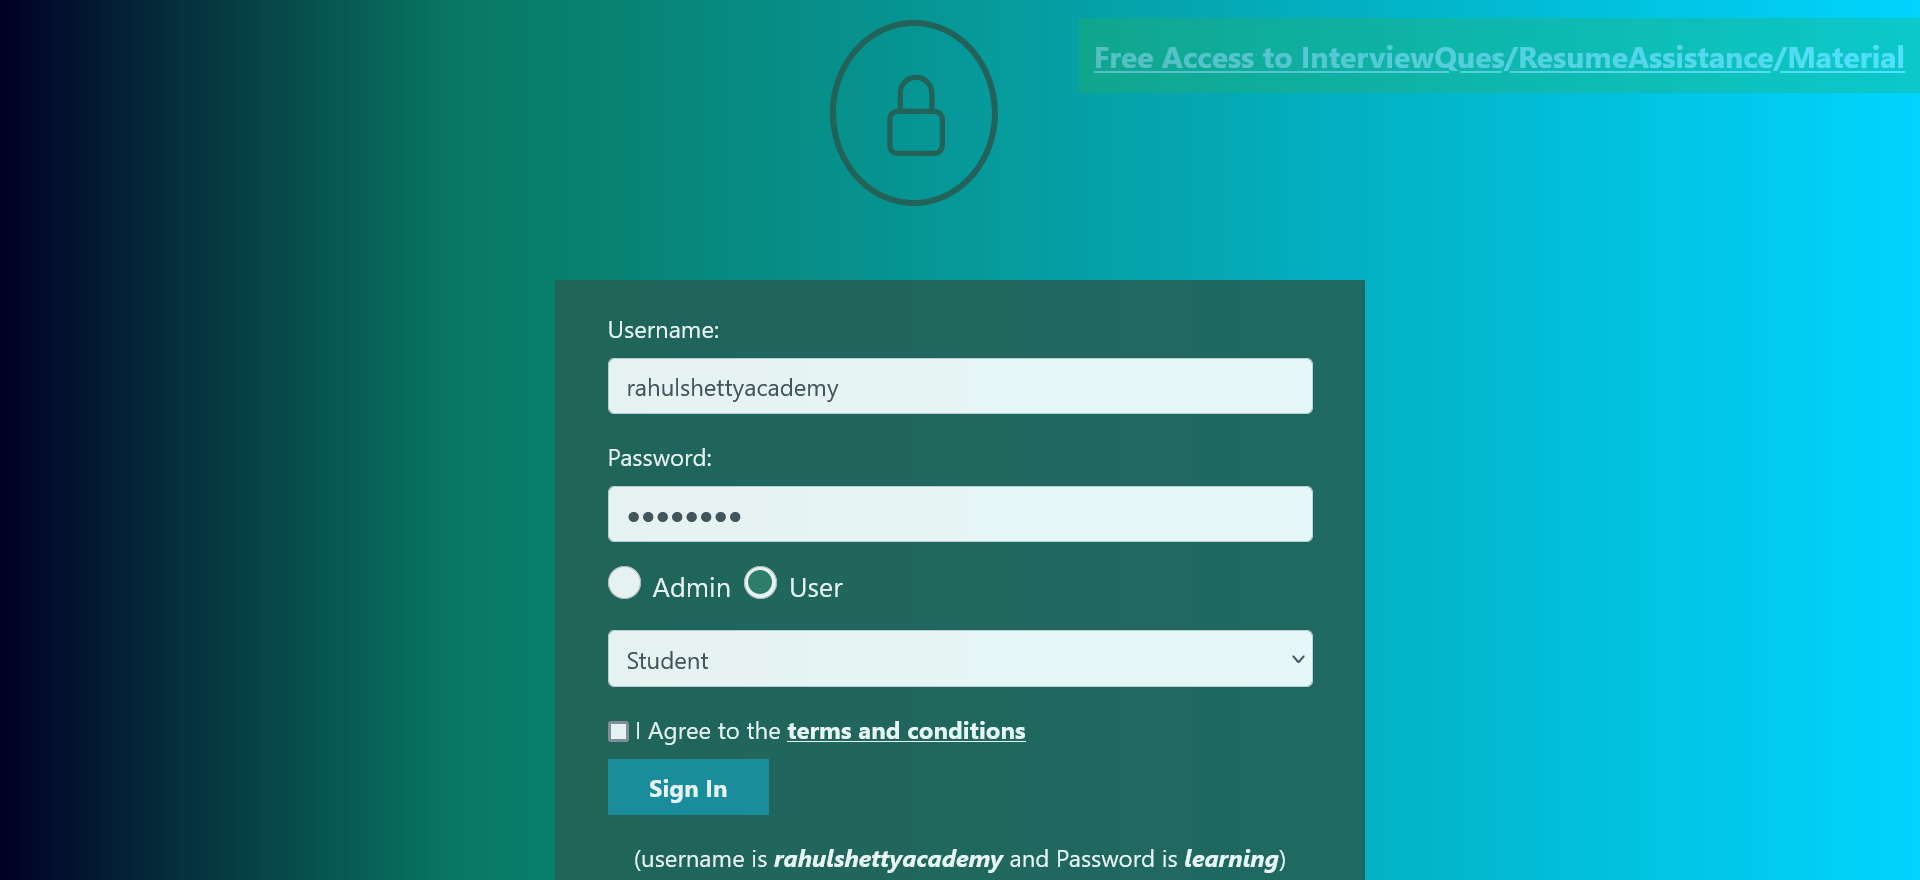 Free Access to InterviewQues/ResumeAssistance/Material
Username:
rahulshettyacademy
Password:
••••••••
Admin User
Student
I Agree to the terms and conditions
Sign In
(username is rahulshettyacademy and Password is learning)